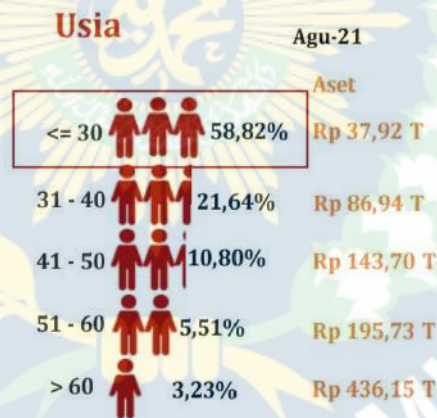 Usia
Agu-21
Aset
<= 30 58,82% Rp 37,92 T
31 - 40 21,64% Rp 86,94 T
41 - 50 10,80% Rp 143,70 T
51 - 60 5,51% Rp 195,73 T
> 60 3,23% Rp 436,15 T